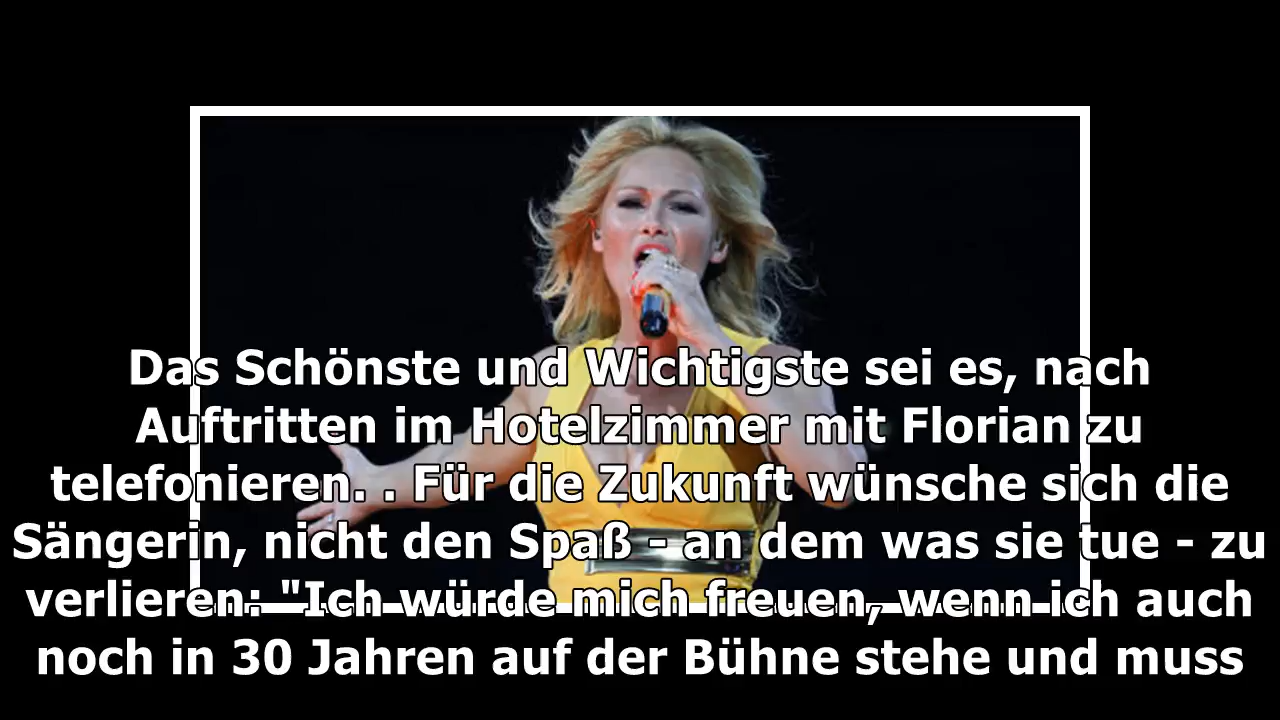 Das Schönste und Wichtigste sei es, nach
Auftritten im Hotelzimmer mit Florian zu
telefonieren. . Für die Zukunft wünsche sich die
Sängerin, nicht den Spaß - an dem was sie tue - zu
verlieren: "Ich würde mich freuen, wenn ich auch
noch in 30 Jahren auf der Bühne stehe und muss